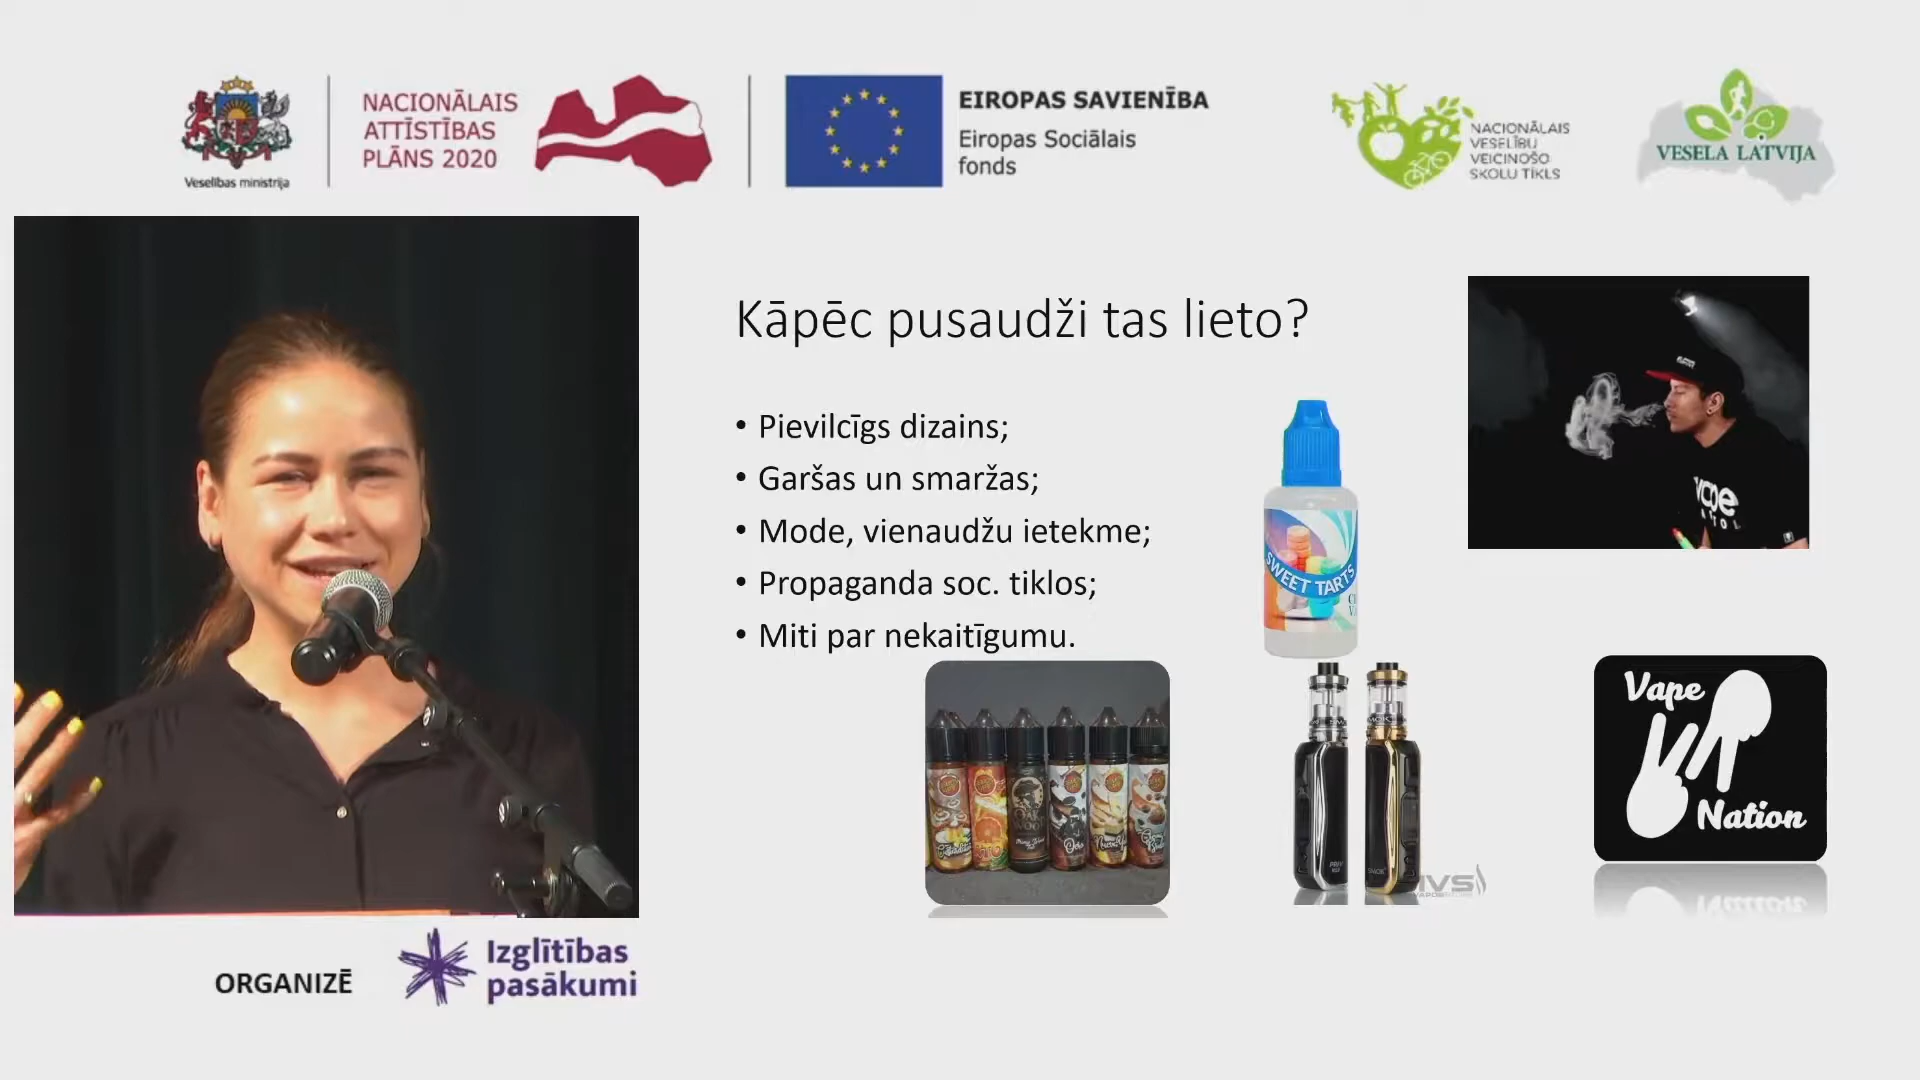 Veselības ministrija
NACIONĀLAIS
ATTĪSTĪBAS
PLĀNS 2020
EIROPAS SAVIENĪBA
Eiropas Sociālais
fonds
NACIONĀLAIS
VESELĪBU
VEICINOŠO
SKOLU TĪKLS
VESELA LATVIJA
Kāpēc pusaudži tas lieto?
• Pievilcīgs dizains;
• Garšas un smaržas;
• Mode, vienaudžu ietekme;
• Propaganda soc. tiklos;
• Miti par nekaitīgumu.
SWEET TARTS
vape
Vape
Nation
IVS
ORGANIZĒ
Izglītības
pasākumi